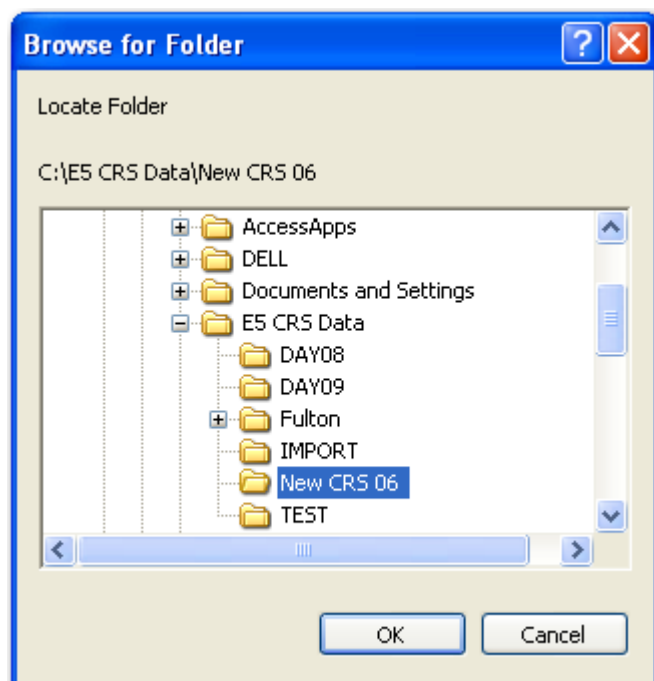 Browse for Folder
Locate Folder
C:\E5 CRS Data\New CRS 06
AccessApps
DELL
Documents and Settings
E5 CRS Data
DAY08
DAY09
Fulton
IMPORT
New CRS 06
TEST
OK Cancel